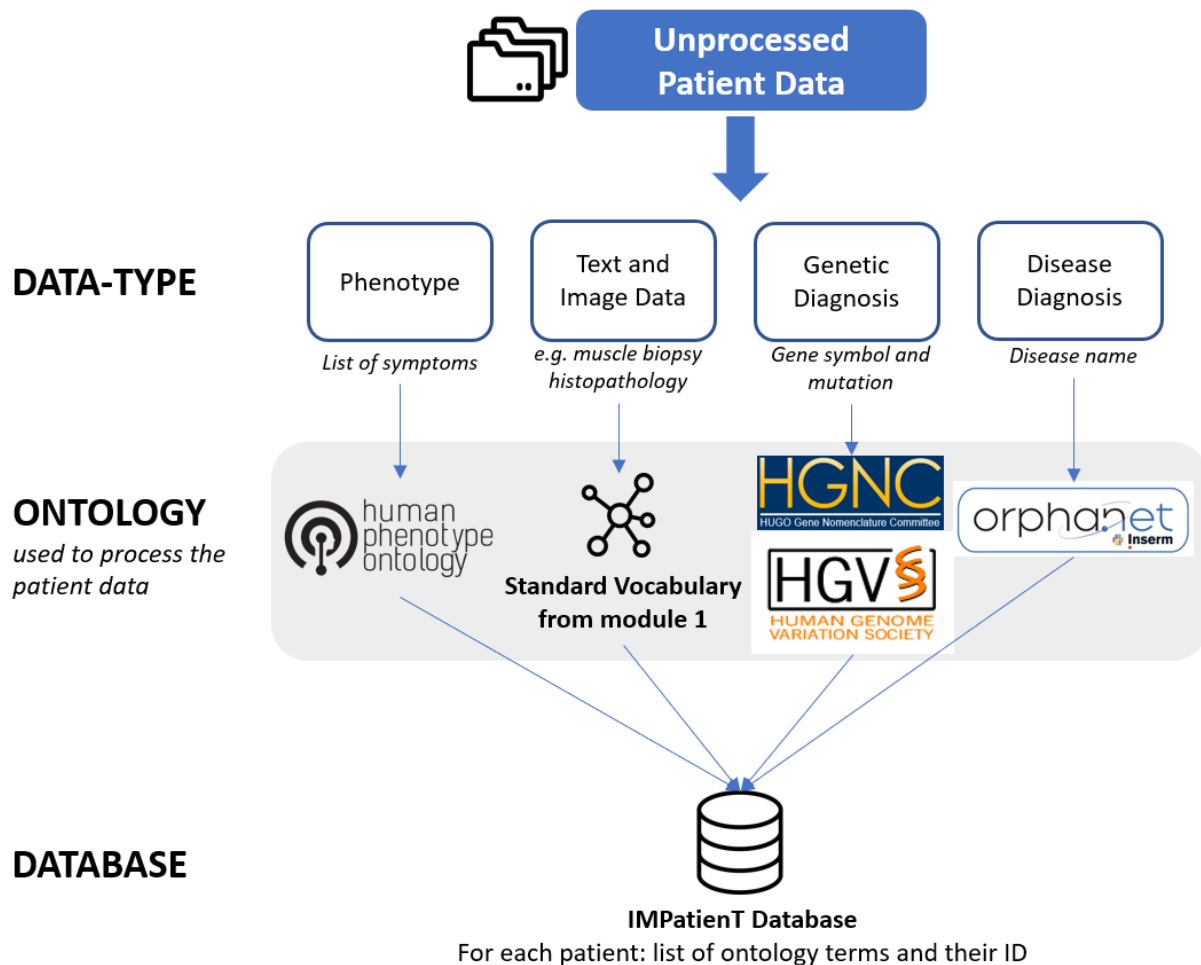 Unprocessed
Patient Data
DATA-TYPE
Phenotype
List of symptoms
Text and
Image Data
e.g. muscle biopsy
histopathology
Genetic
Diagnosis
Gene symbol and
mutation
Disease
Diagnosis
Disease name
ONTOLOGY
used to process the
patient data
human
phenotype
ontology
Standard Vocabulary
from module 1
HGNC
HUGO Gene Nomenclature Committee
HGVS
HUMAN GENOME
VARIATION SOCIETY
orphanet
Inserm
DATABASE
IMPatienT Database
For each patient: list of ontology terms and their ID